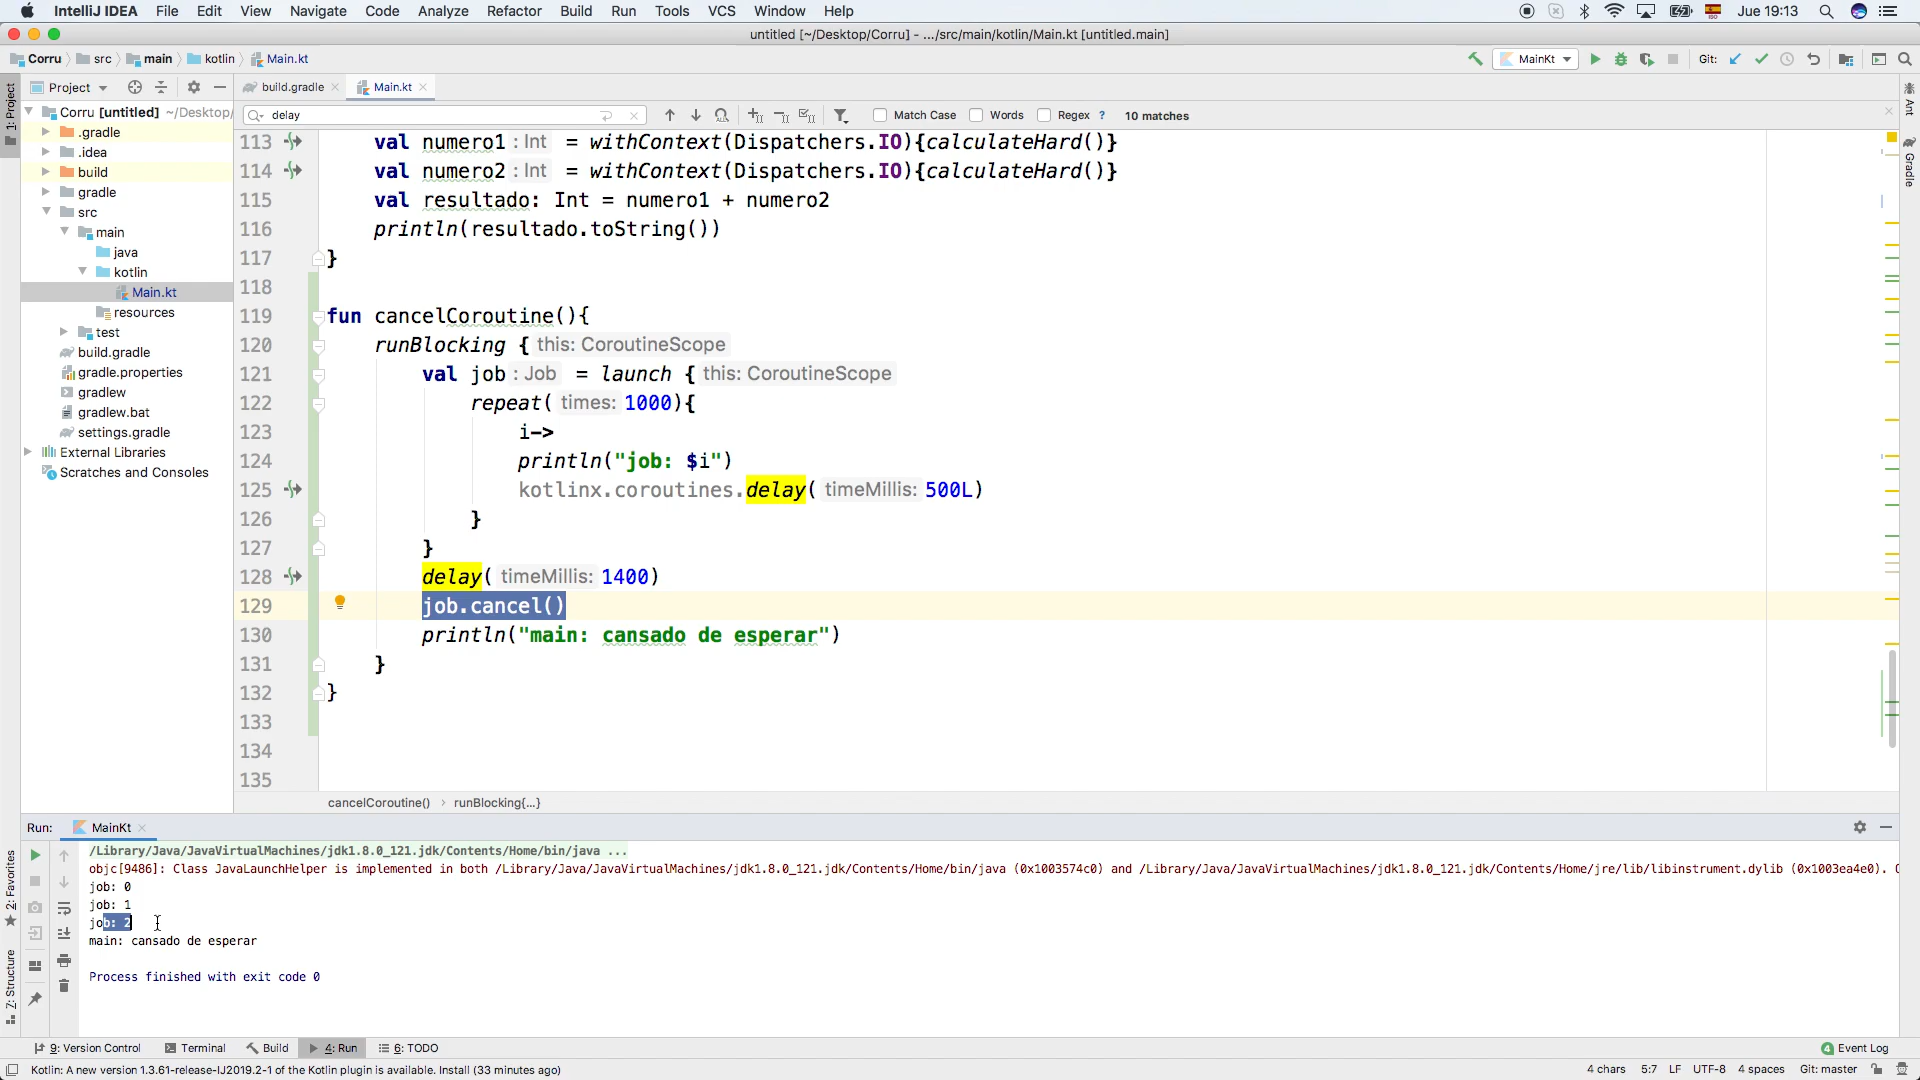 IntelliJ IDEA File Edit View Navigate Code Analyze Refactor Build Run Tools VCS Window Help Jue 19:13
untitled [~/Desktop/Corru] - .../src/main/kotlin/Main.kt [untitled.main]
Corru src main kotlin Main.kt MainKt Git:
Project build.gradle Main.kt
1: Project
Ant
Gradle
Corru [untitled] ~/Desktop/
.gradle
.idea
build
gradle
src
main
java
kotlin
Main.kt
resources
test
build.gradle
gradle.properties
gradlew
gradlew.bat
settings.gradle
External Libraries
Scratches and Consoles
delay Match Case Words Regex ? 10 matches
113 val numero1 : Int = withContext(Dispatchers.IO){calculateHard()}
114 val numero2 : Int = withContext(Dispatchers.IO){calculateHard()}
115 val resultado: Int = numero1 + numero2
116 println(resultado.toString())
117 }
118
119 fun cancelCoroutine(){
120 runBlocking { this: CoroutineScope
121 val job : Job = launch { this: CoroutineScope
122 repeat( times: 1000){
123 i->
124 println("job: $i")
125 kotlinx.coroutines.delay( timeMillis: 500L)
126 }
127 }
128 delay( timeMillis: 1400)
129 job.cancel()
130 println("main: cansado de esperar")
131 }
132 }
133
134
135
cancelCoroutine() › runBlocking{...}
Run: MainKt
2: Favorites
Z: Structure
/Library/Java/JavaVirtualMachines/jdk1.8.0_121.jdk/Contents/Home/bin/java ...
objc[9486]: Class JavaLaunchHelper is implemented in both /Library/Java/JavaVirtualMachines/jdk1.8.0_121.jdk/Contents/Home/bin/java (0x1003574c0) and /Library/Java/JavaVirtualMachines/jdk1.8.0_121.jdk/Contents/Home/jre/lib/libinstrument.dylib (0x1003ea4e0).
job: 0
job: 1
job: 2
main: cansado de esperar
Process finished with exit code 0
9: Version Control Terminal Build 4: Run 6: TODO 4 Event Log
Kotlin: A new version 1.3.61-release-IJ2019.2-1 of the Kotlin plugin is available. Install (33 minutes ago) 4 chars 5:7 LF UTF-8 4 spaces Git: master